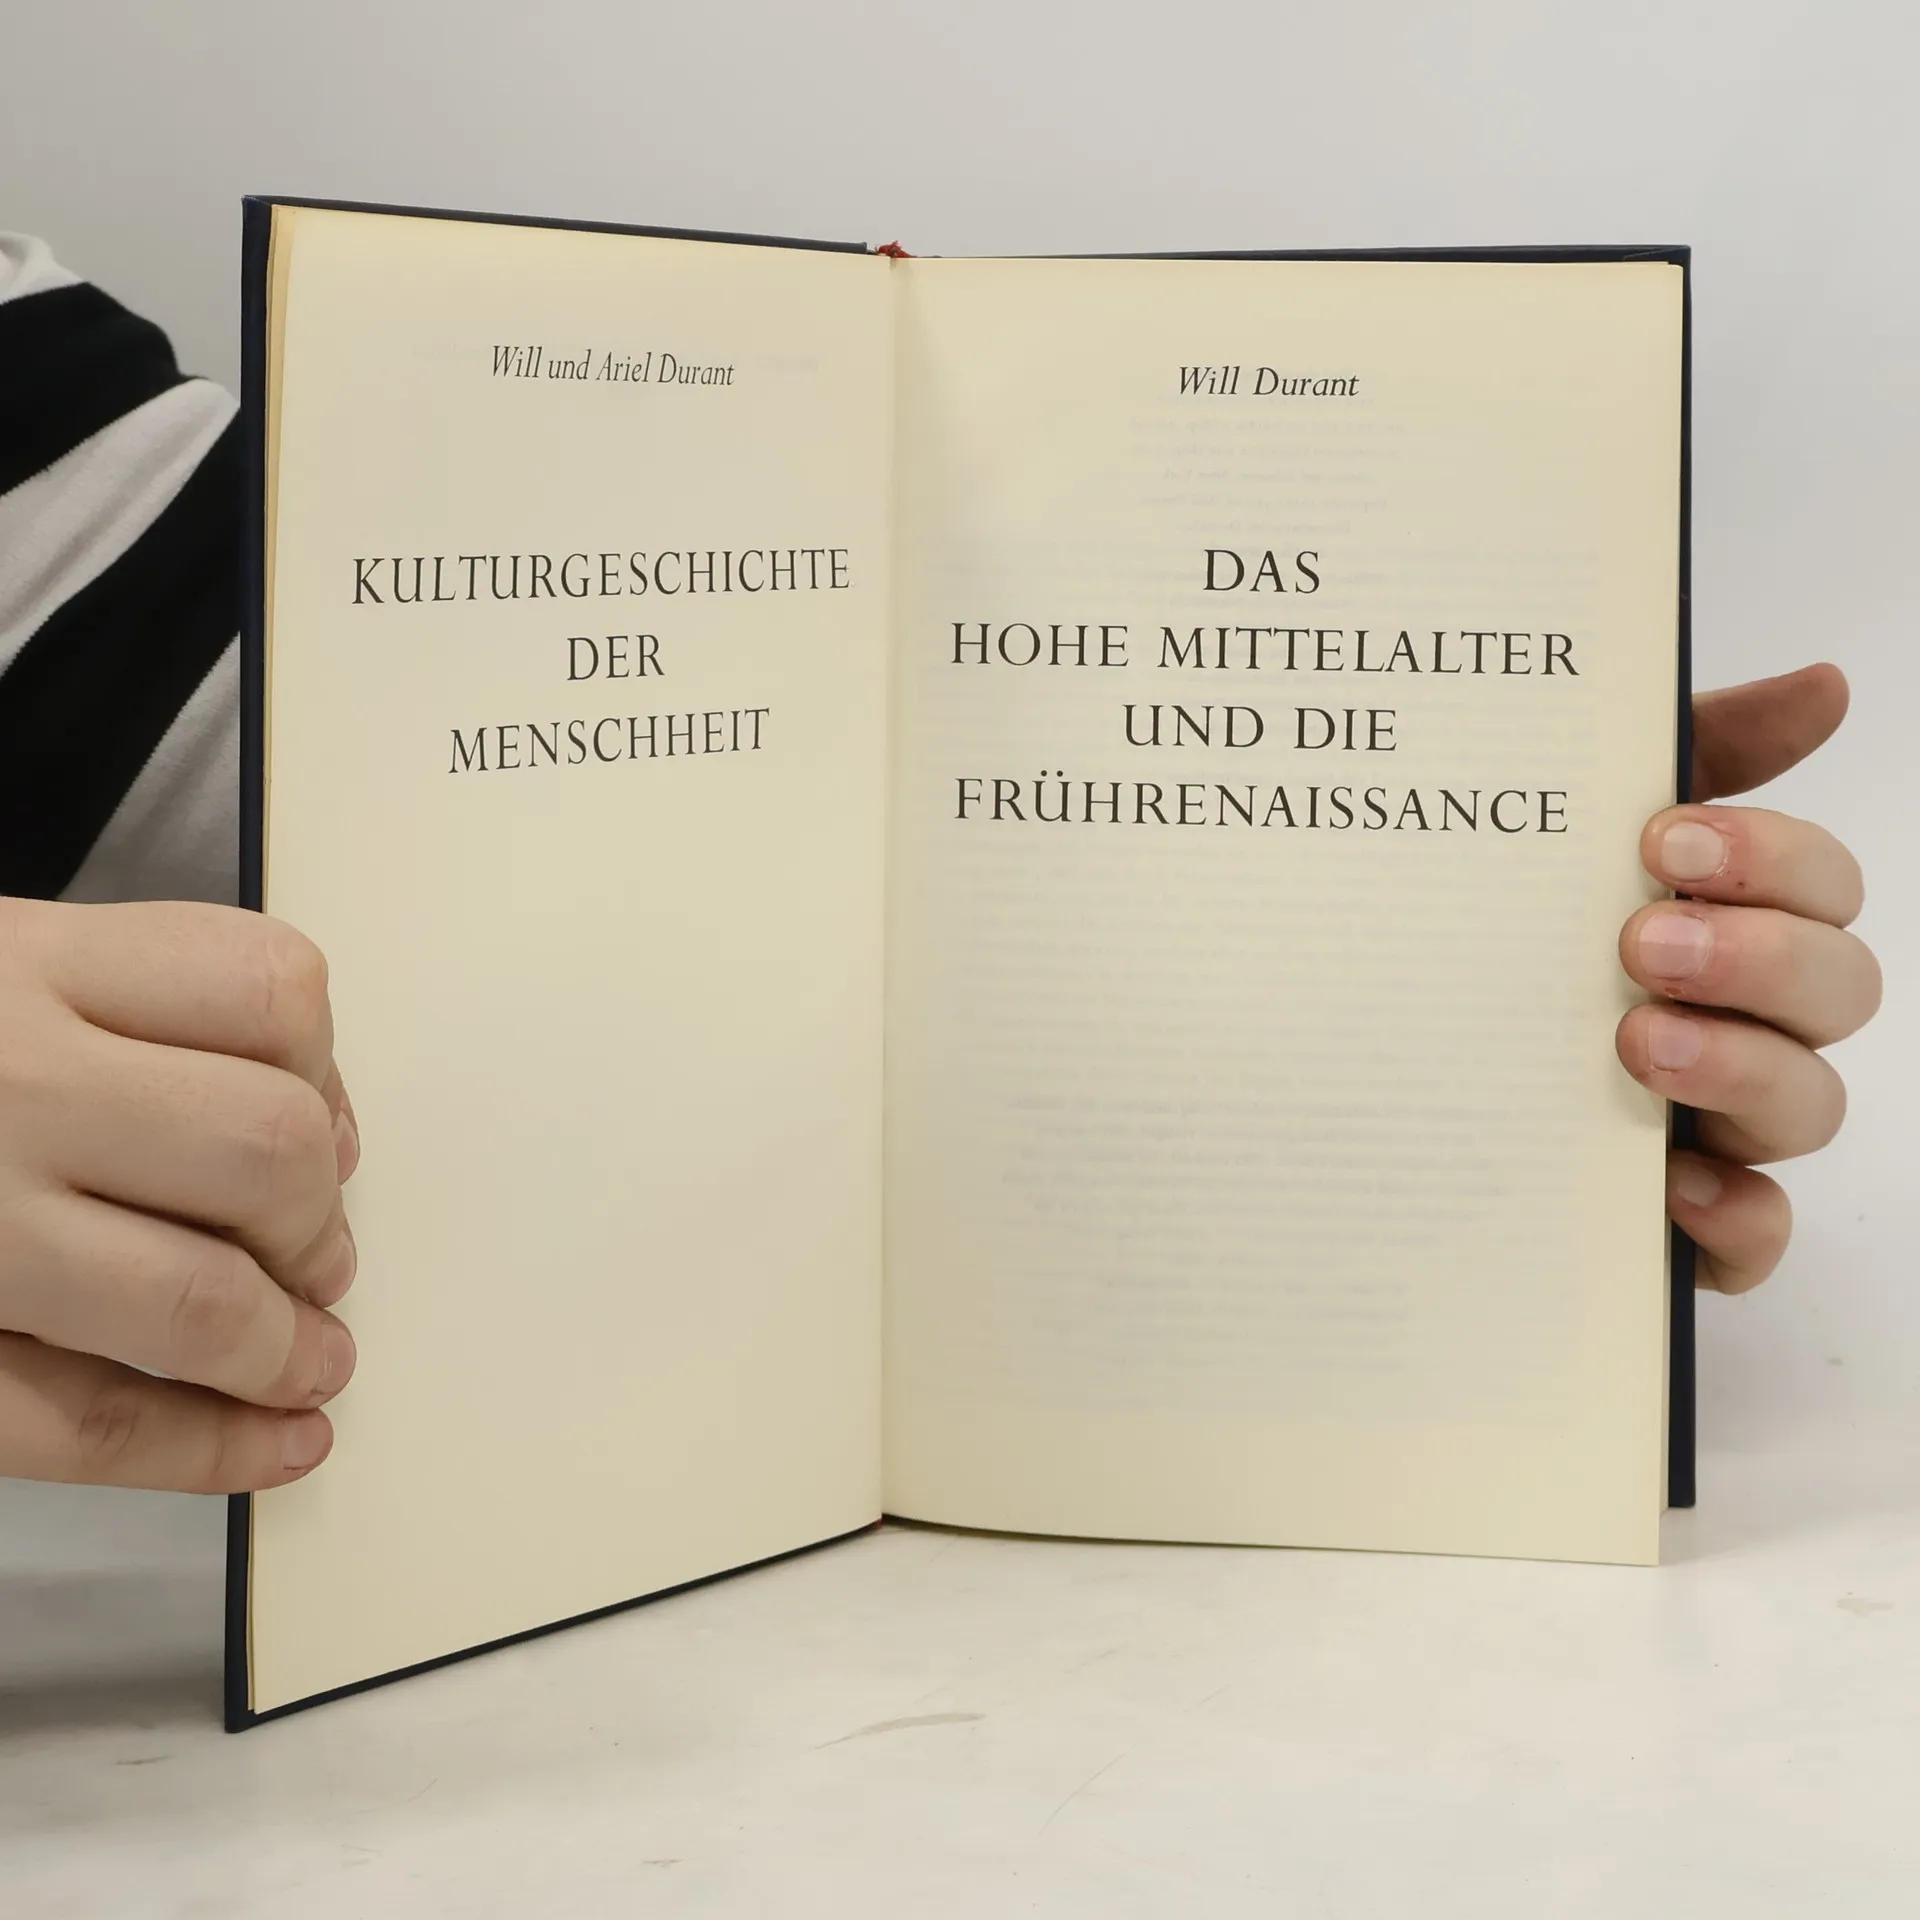 Will und Ariel Durant
KULTURGESCHICHTE
DER
MENSCHHEIT
Will Durant
DAS
HOHE MITTELALTER
UND DIE
FRÜHRENAISSANCE